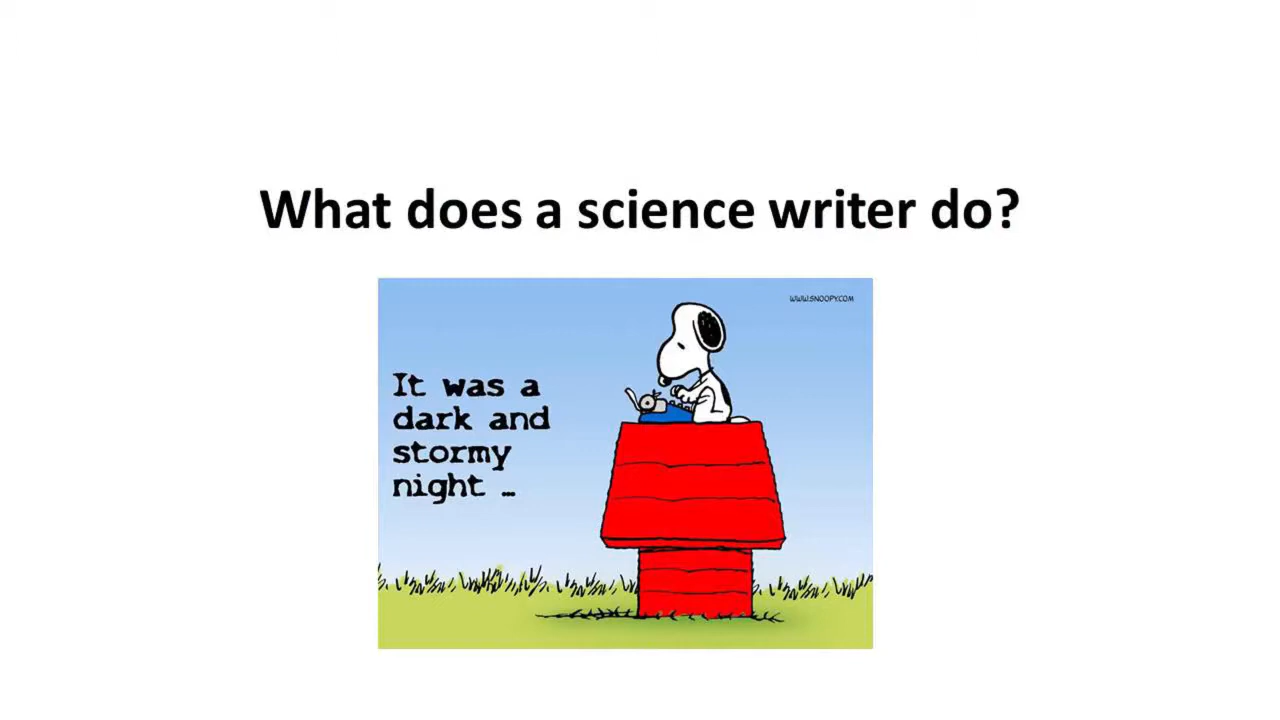 What does a science writer do?
WWW.SNOOPY.COM
It was a
dark and
stormy
night ...